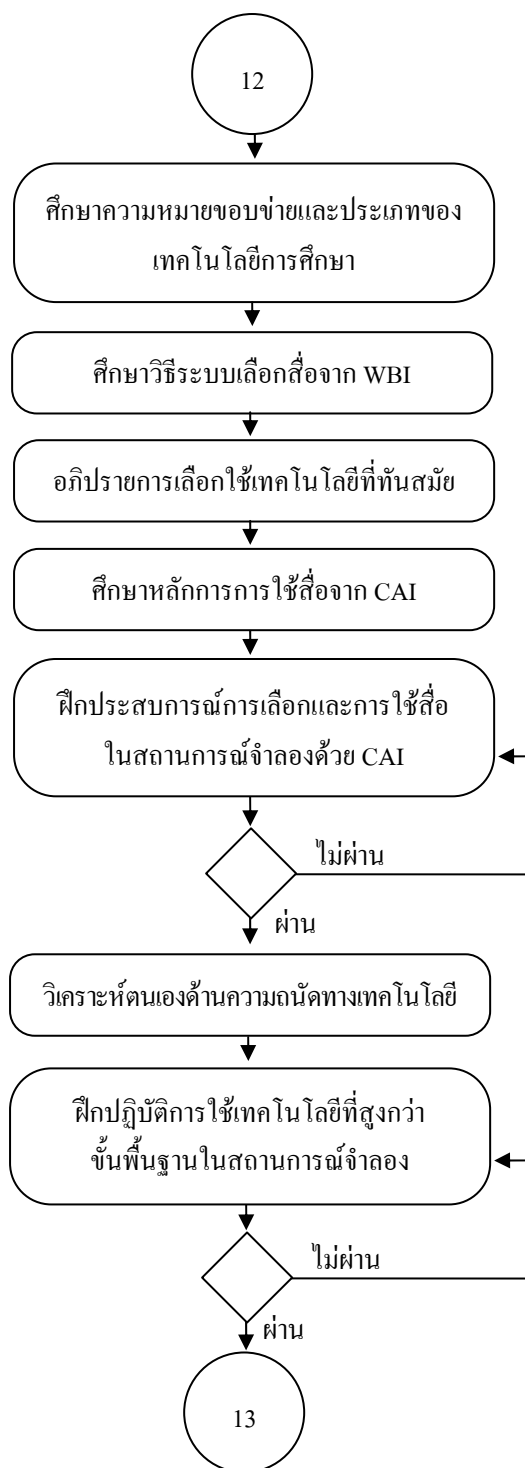 12
ศึกษาความหมายขอบข่ายและประเภทของ
เทคโนโลยีการศึกษา
ศึกษาวิธีระบบเลือกสื่อจาก WBI
อภิปรายการเลือกใช้เทคโนโลยีที่ทันสมัย
ศึกษาหลักการการใช้สื่อจาก CAI
ฝึกประสบการณ์การเลือกและการใช้สื่อ
ในสถานการณ์จำลองด้วย CAI
ไม่ผ่าน
ผ่าน
วิเคราะห์ตนเองด้านความถนัดทางเทคโนโลยี
ฝึกปฏิบัติการใช้เทคโนโลยีที่สูงกว่า
ขั้นพื้นฐานในสถานการณ์จำลอง
ไม่ผ่าน
ผ่าน
13